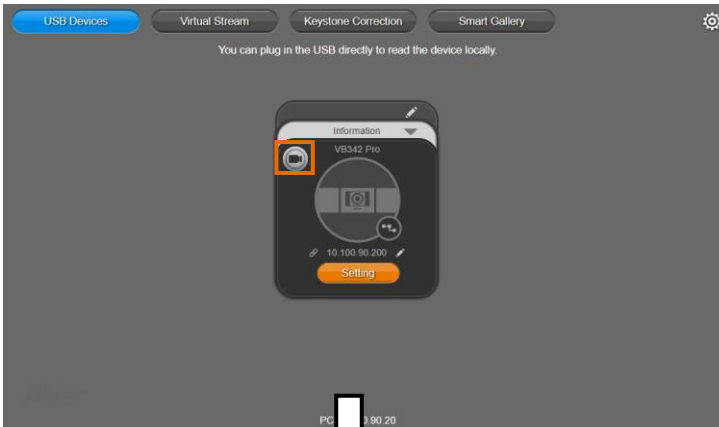 USB Devices
Virtual Stream
Keystone Correction
Smart Gallery
You can plug in the USB directly to read the device locally.
Information
VB342 Pro
10.100.90.200
Setting
PC
.90.20